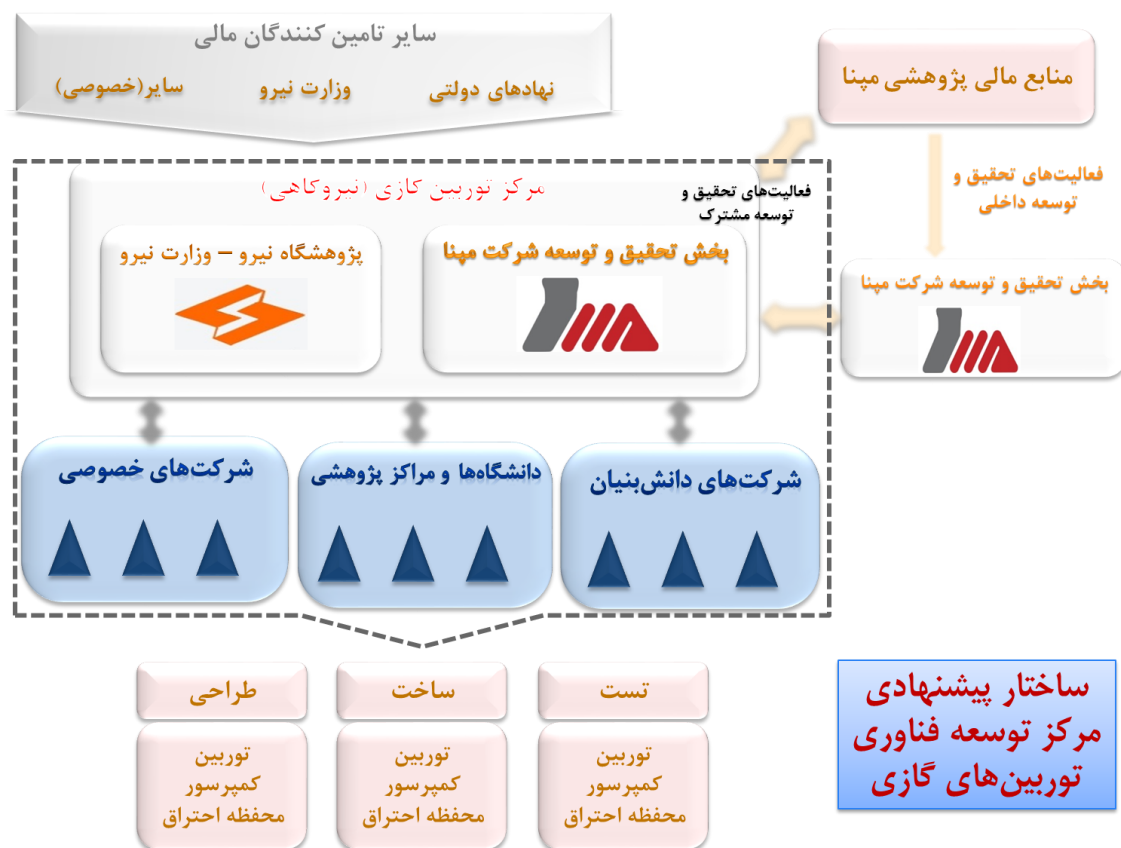 سایر تامین کنندگان مالی
نهادهای دولتی
وزارت نیرو
سایر(خصوصی)
منابع مالی پژوهشی مپنا
فعالیت‌های تحقیق و
توسعه داخلی
فعالیت‌های تحقیق و
توسعه مشترک
مرکز توربین گازی (نیروگاهی)
بخش تحقیق و توسعه شرکت مپنا
پژوهشگاه نیرو – وزارت نیرو
بخش تحقیق و توسعه شرکت مپنا
شرکت‌های دانش‌بنیان
دانشگاه‌ها و مراکز پژوهشی
شرکت‌های خصوصی
تست
ساخت
طراحی
توربین
کمپرسور
محفظه احتراق
توربین
کمپرسور
محفظه احتراق
توربین
کمپرسور
محفظه احتراق
ساختار پیشنهادی
مرکز توسعه فناوری
توربین‌های گازی